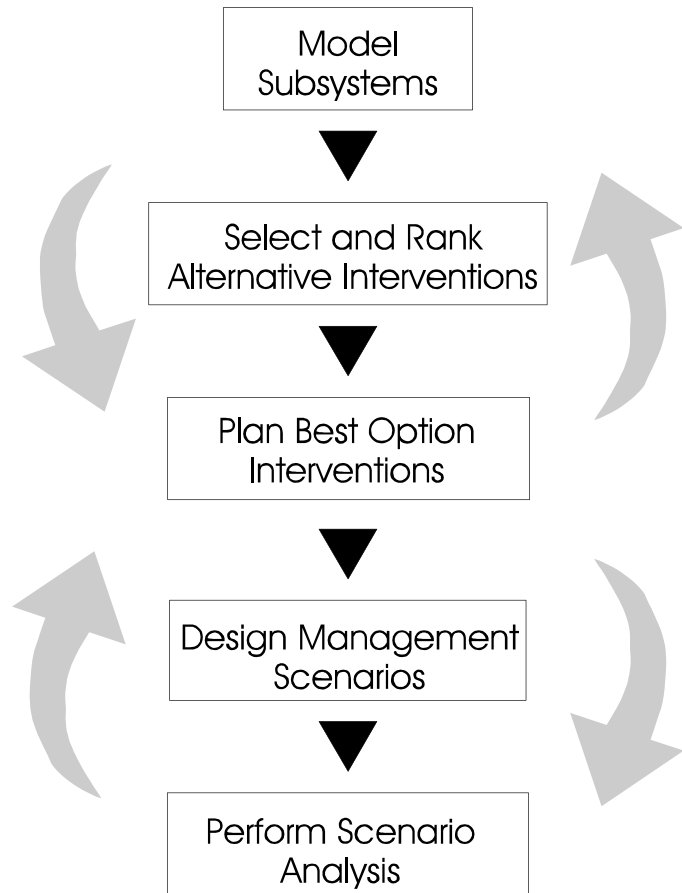 Model
Subsystems
Select and Rank
Alternative Interventions
Plan Best Option
Interventions
Design Management
Scenarios
Perform Scenario
Analysis